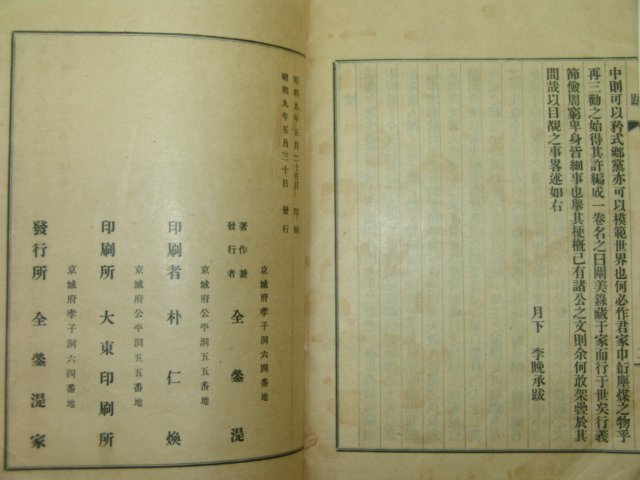 跋
中則可以矜式鄉黨亦可以模範世界也何必作君家巾衍塵煤之物乎
再三勸之始得其許編成一卷名之曰闡美錄藏于家而行于世矣行義
節儉周窮卑身皆細事也擧其梗槪已有諸公之文則余何敢架疊於其
間哉以目覩之事畧述如右
月下 李晩承跋
昭和九年五月二十五日 印刷
昭和九年五月三十日 發行
京城府孝子洞六四番地
著作兼
發行者 全鎣湜
京城府公平洞五五番地
印刷者 朴仁煥
京城府公平洞五五番地
印刷所 大東印刷所
京城府孝子洞六四番地
發行所 全鎣湜家